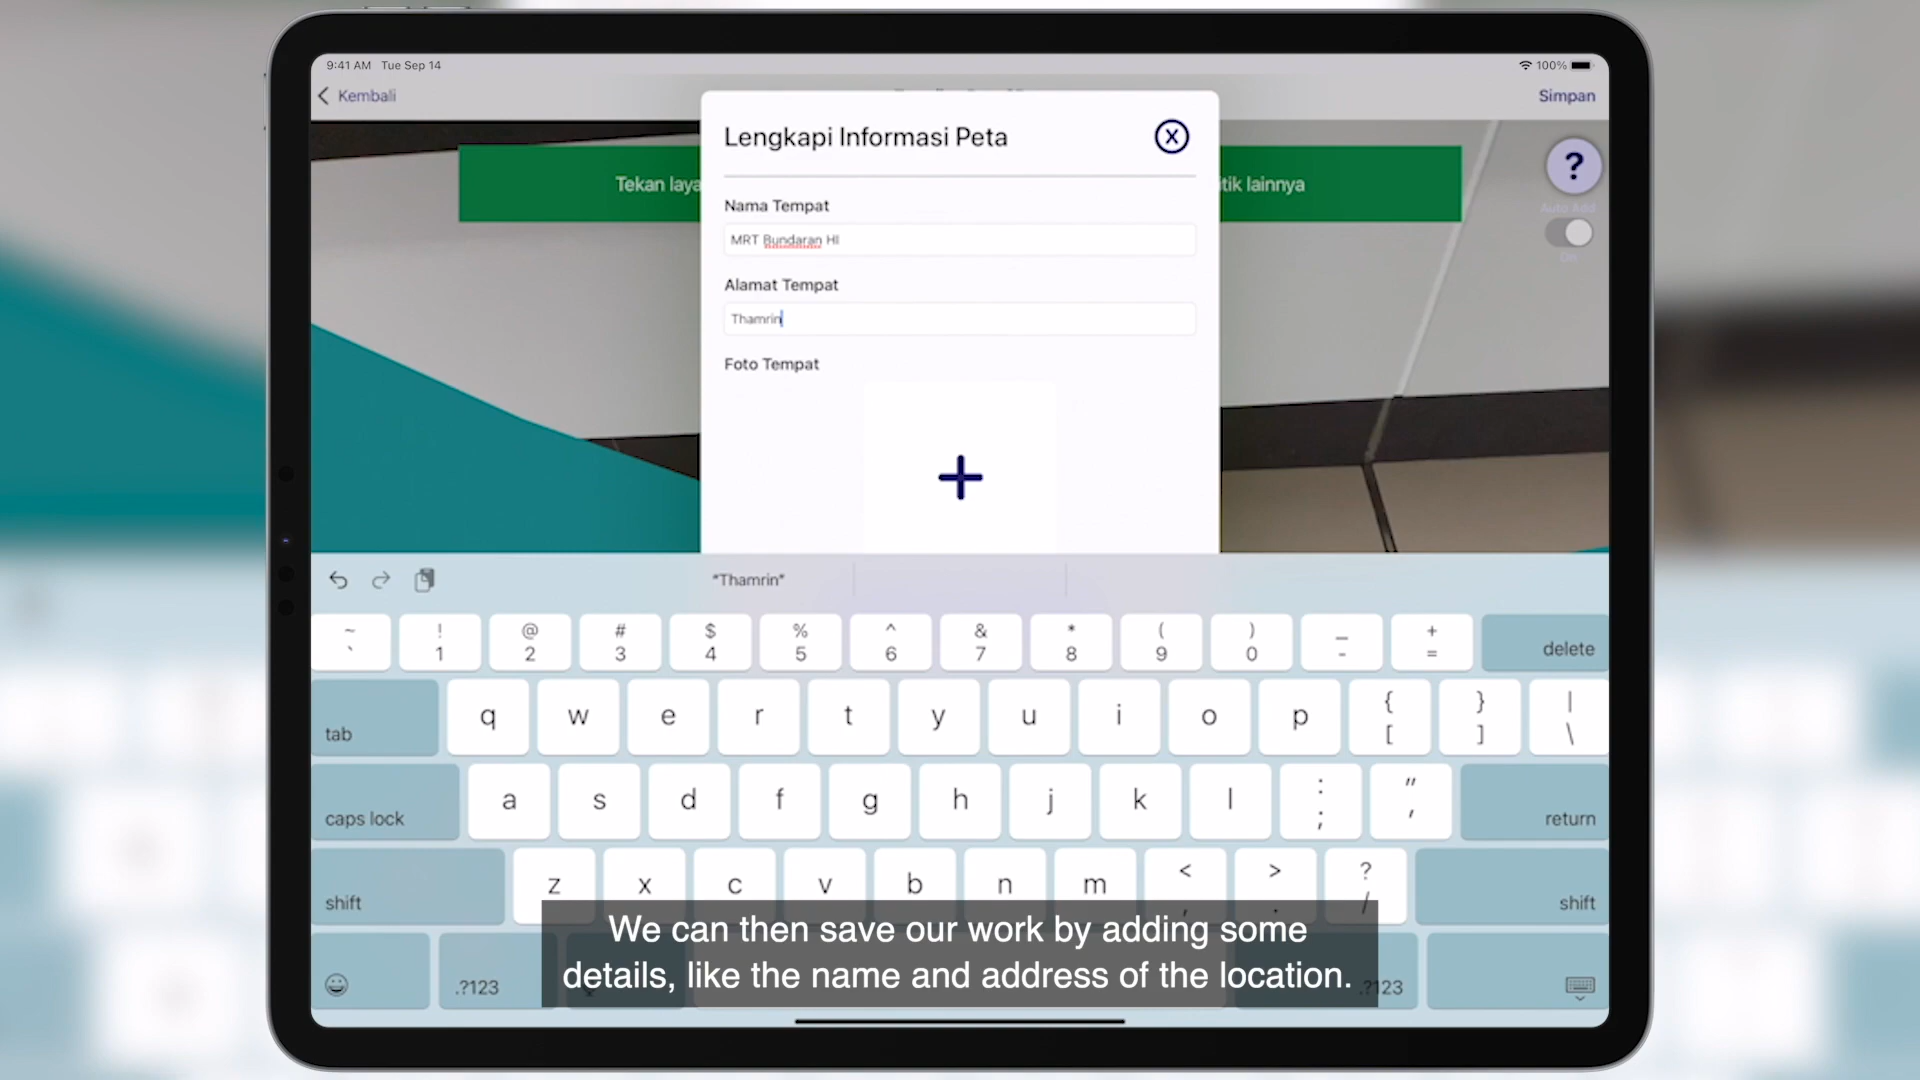 9:41 AM Tue Sep 14
100%
Kembali
Simpan
Lengkapi Informasi Peta
X
Tekan laya
tik lainnya
?
Nama Tempat
Auto Add
MRT Bundaran HI
Alamat Tempat
Thamrin
Foto Tempat
+
"Thamrin"
~ ! @ # $ % ^ & * ( ) _ +
` 1 2 3 4 5 6 7 8 9 0 - = delete
tab q w e r t y u i o p { [ } ] | \
caps lock a s d f g h j k l : ; " ' return
shift z x c v b n m < , > . ? / shift
.?123 .?123
We can then save our work by adding some
details, like the name and address of the location.